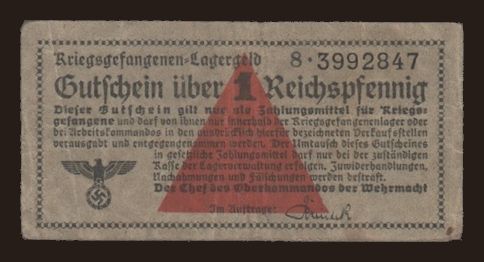 Kriegsgefangenen-Lagergeld 8·3992847
Gutschein über 1 Reichspfennig
Dieser Gutschein gilt nur als Zahlungsmittel für Kriegs-
gefangene und darf von ihnen nur innerhalb der Kriegsgefangenenlager oder
bei Arbeitskommandos in den ausdrücklich hierfür bezeichneten Verkaufsstellen
verausgabt und entgegengenommen werden. Der Umtausch dieses Gutscheines
in gesetzliche Zahlungsmittel darf nur bei der zuständigen
Kasse der Lagerverwaltung erfolgen. Zuwiderhandlungen,
Nachahmungen und Fälschungen werden bestraft.
Der Chef des Oberkommandos der Wehrmacht
Im Auftrage: